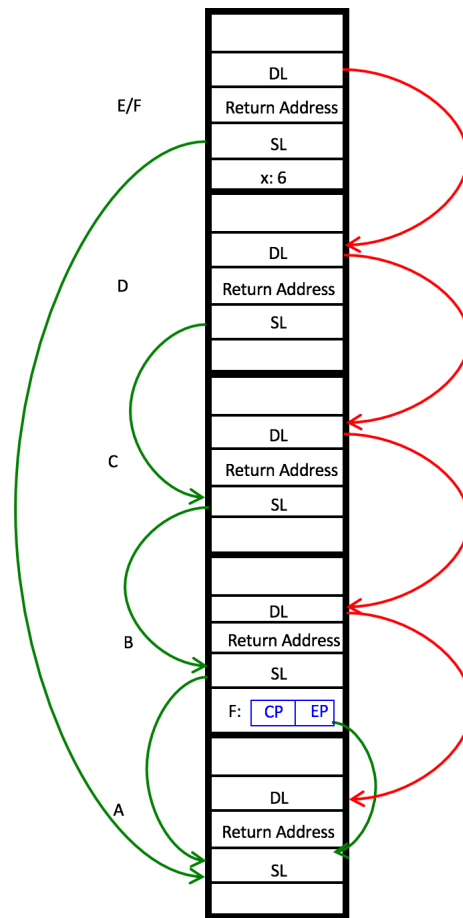 DL
E/F
Return Address
SL
x: 6
DL
D
Return Address
SL
DL
C
Return Address
SL
DL
B
Return Address
SL
F: CP EP
DL
A
Return Address
SL